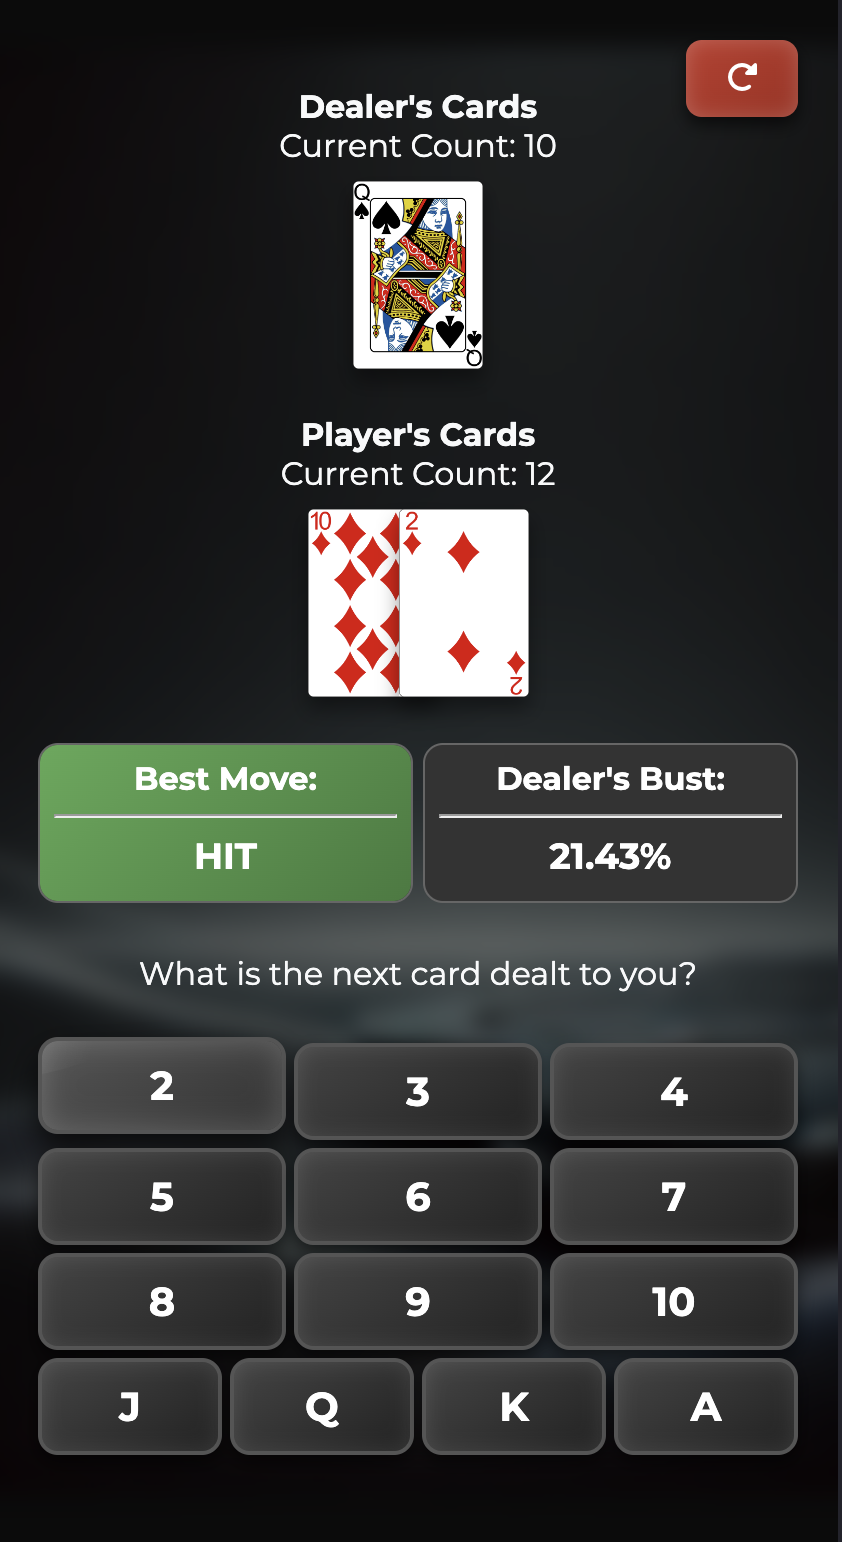 Dealer's Cards
Current Count: 10
Q
Q
Player's Cards
Current Count: 12
10
2
2
Best Move:
Dealer's Bust:
HIT
21.43%
What is the next card dealt to you?
2
3
4
5
6
7
8
9
10
J
Q
K
A